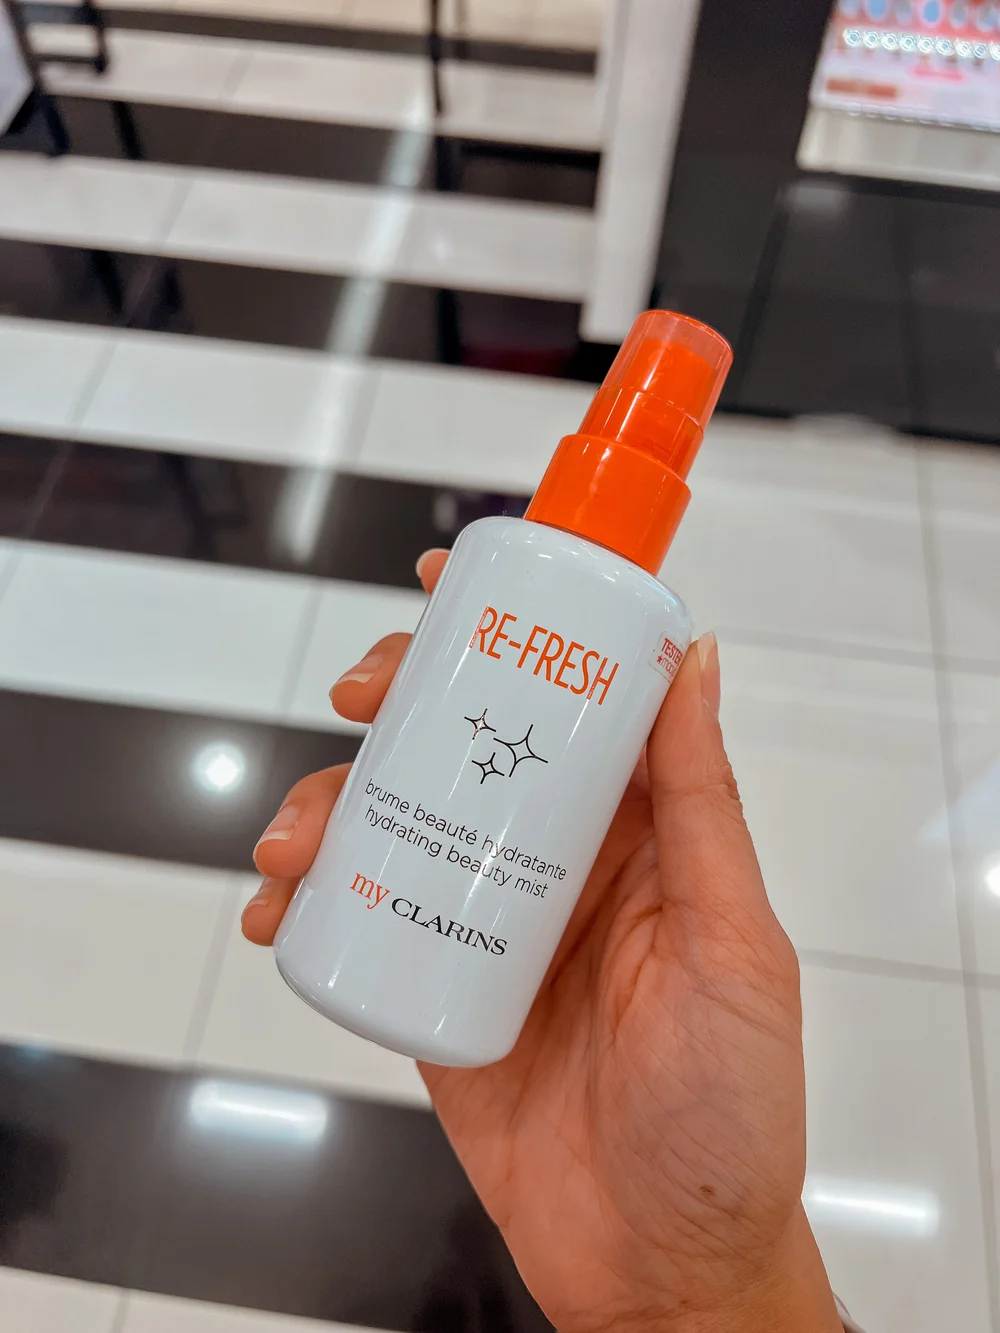 RE-FRESH
TESTER
brume beauté hydratante
hydrating beauty mist
my CLARINS